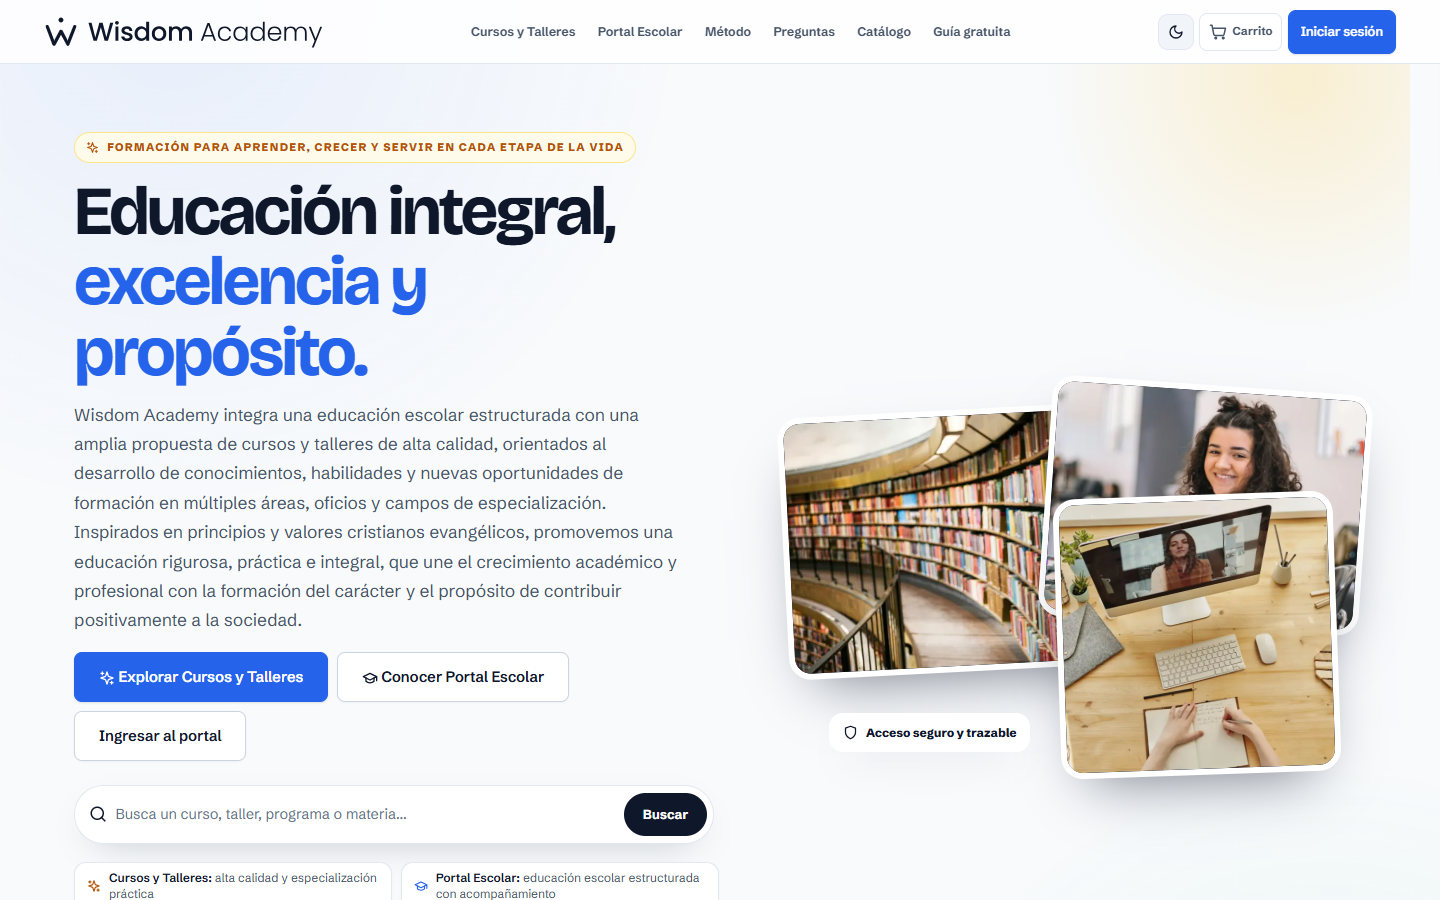 Wisdom Academy
Cursos y Talleres
Portal Escolar
Método
Preguntas
Catálogo
Guía gratuita
Carrito
Iniciar sesión
FORMACIÓN PARA APRENDER, CRECER Y SERVIR EN CADA ETAPA DE LA VIDA
Educación integral,
excelencia y
propósito.
Wisdom Academy integra una educación escolar estructurada con una
amplia propuesta de cursos y talleres de alta calidad, orientados al
desarrollo de conocimientos, habilidades y nuevas oportunidades de
formación en múltiples áreas, oficios y campos de especialización.
Inspirados en principios y valores cristianos evangélicos, promovemos una
educación rigurosa, práctica e integral, que une el crecimiento académico y
profesional con la formación del carácter y el propósito de contribuir
positivamente a la sociedad.
Explorar Cursos y Talleres
Conocer Portal Escolar
Ingresar al portal
Acceso seguro y trazable
Busca un curso, taller, programa o materia...
Buscar
Cursos y Talleres: alta calidad y especialización
práctica
Portal Escolar: educación escolar estructurada
con acompañamiento